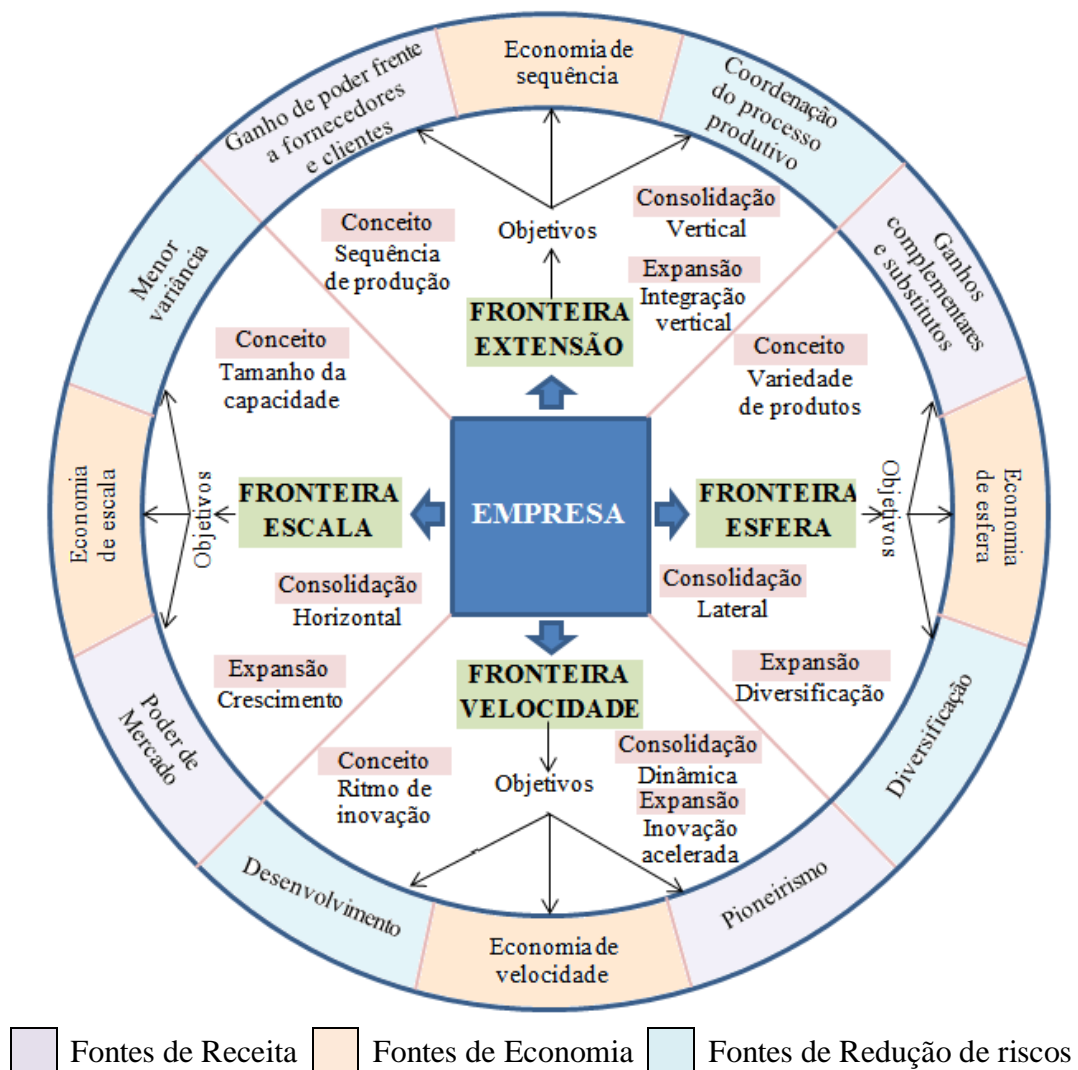 Economia de
sequência
Coordenação
do processo
produtivo
Ganho de poder frente
a fornecedores
e clientes
Menor
variância
Ganhos
complementares
e substitutos
Conceito
Sequência
de produção
Objetivos
Consolidação
Vertical
Expansão
Integração
vertical
FRONTEIRA
EXTENSÃO
Conceito
Tamanho da
capacidade
Conceito
Variedade
de produtos
Economia
de escala
Objetivos
FRONTEIRA
ESCALA
EMPRESA
FRONTEIRA
ESFERA
Objetivos
Economia
de esfera
Consolidação
Horizontal
Consolidação
Lateral
Expansão
Crescimento
Expansão
Diversificação
FRONTEIRA
VELOCIDADE
Poder de
Mercado
Conceito
Ritmo de
inovação
Objetivos
Consolidação
Dinâmica
Expansão
Inovação
acelerada
Diversificação
Desenvolvimento
Economia de
velocidade
Pioneirismo
Fontes de Receita
Fontes de Economia
Fontes de Redução de riscos